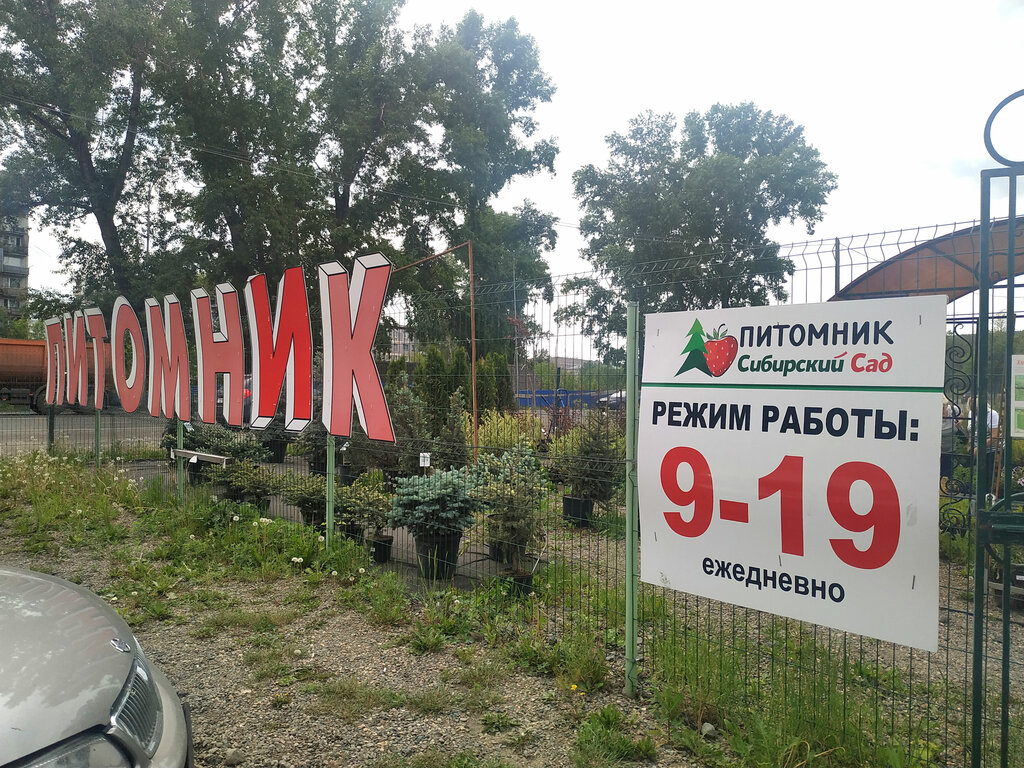 ПИТОМНИК
ПИТОМНИК
Сибирский Сад
РЕЖИМ РАБОТЫ:
9-19
ежедневно